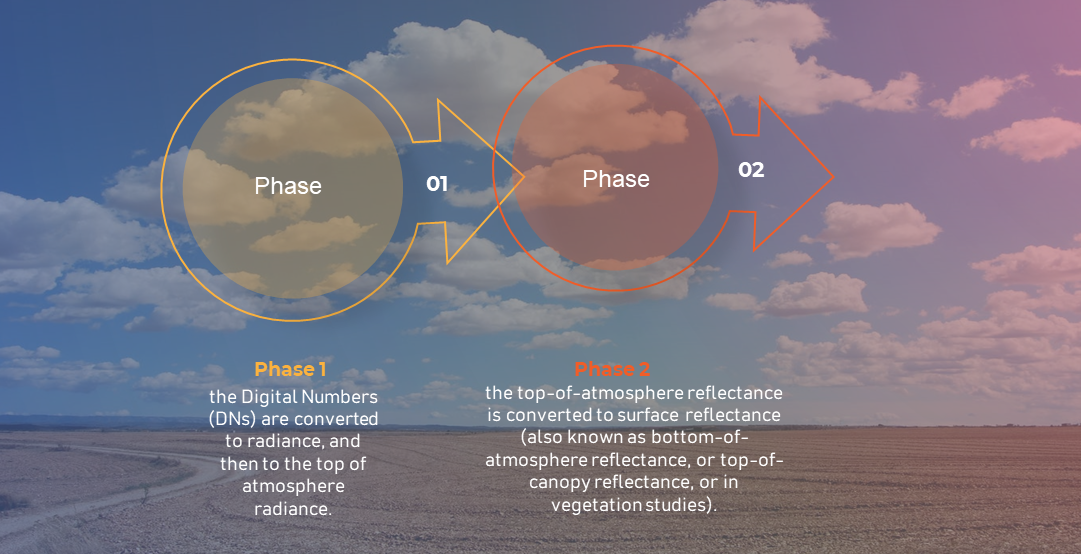 Phase
01
Phase
02
Phase 1
the Digital Numbers
(DNs) are converted
to radiance, and
then to the top of
atmosphere
radiance.
Phase 2
the top-of-atmosphere reflectance
is converted to surface reflectance
(also known as bottom-of-
atmosphere reflectance, or top-of-
canopy reflectance, or in
vegetation studies).